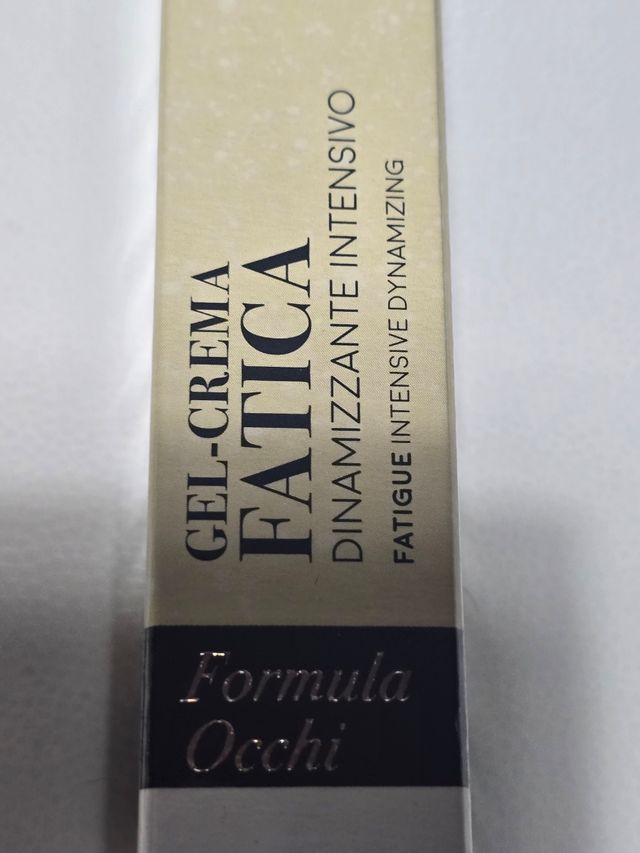 GEL-CREMA
FATICA
DINAMIZZANTE INTENSIVO
FATIGUE INTENSIVE DYNAMIZING
Formula
Occhi